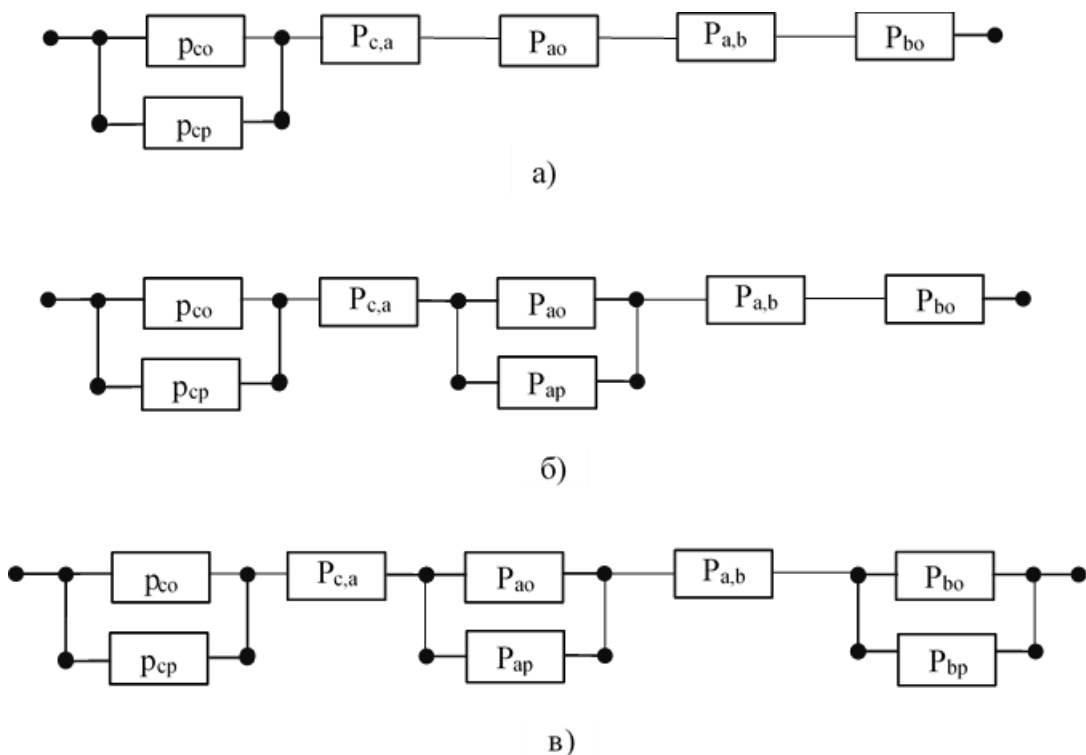 pco Pc,a Pao Pa,b Pbo
pcp
а)
pco Pc,a Pao Pa,b Pbo
pcp Pap
б)
pco Pc,a Pao Pa,b Pbo
pcp Pap Pbp
в)